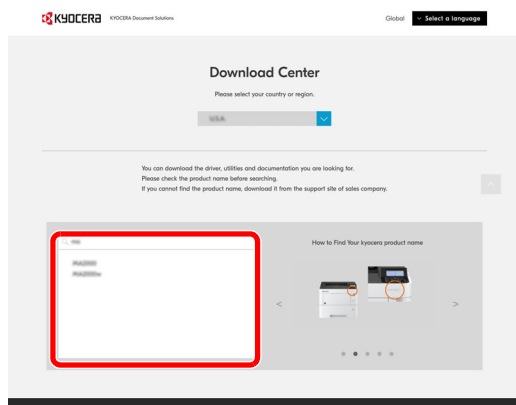 KYOCERA
KYOCERA Document Solutions
Global
Select a language
Download Center
Please select your country or region.
USA
You can download the driver, utilities and documentation you are looking for.
Please check the product name before searching.
If you cannot find the product name, download it from the support site of sales company.
ma
MA2000
MA2000w
How to Find Your kyocera product name